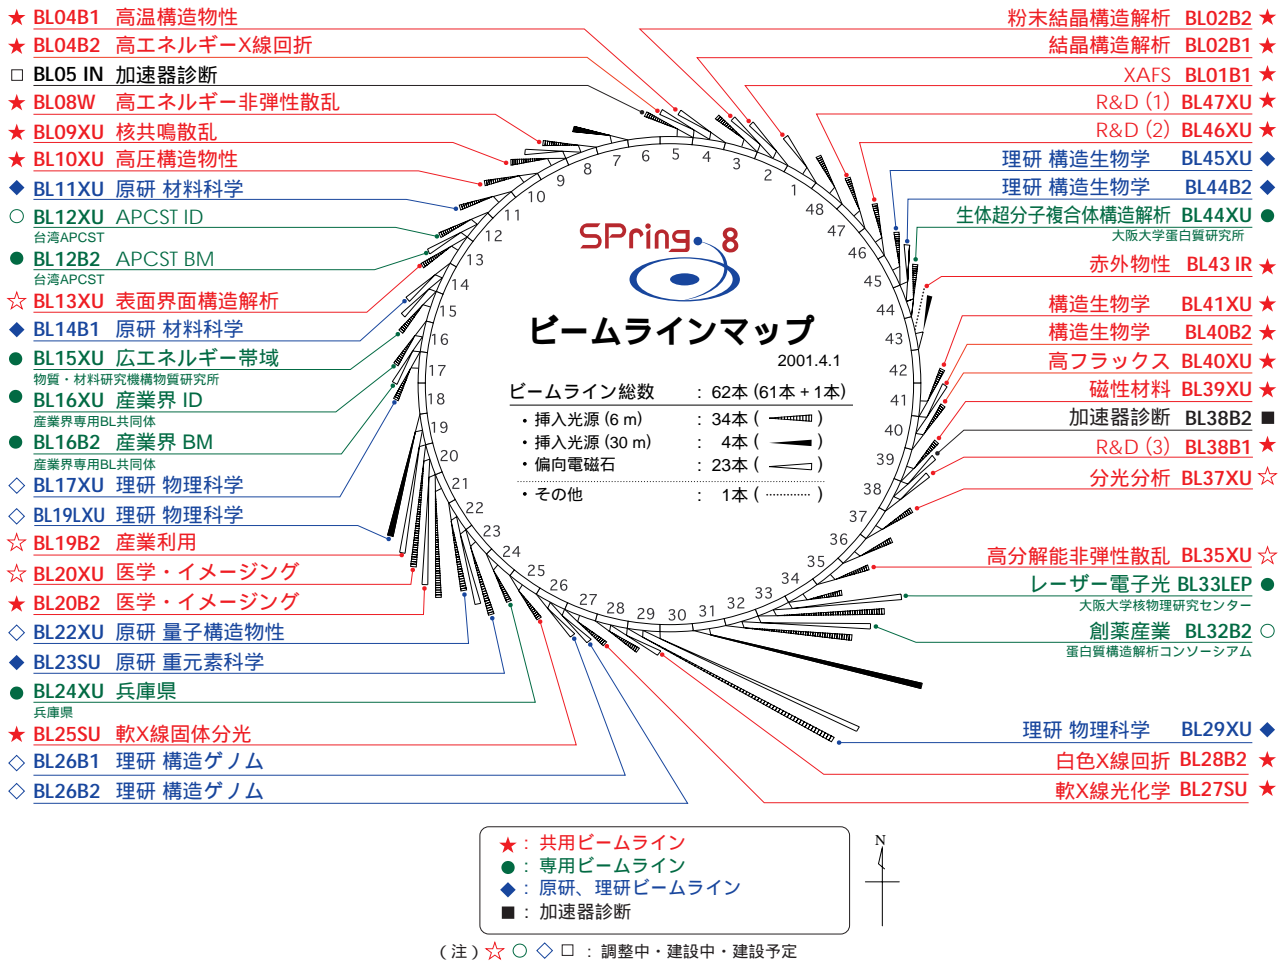 ★ BL04B1 高温構造物性
★ BL04B2 高エネルギーX線回折
□ BL05 IN 加速器診断
★ BL08W 高エネルギー非弾性散乱
★ BL09XU 核共鳴散乱
★ BL10XU 高圧構造物性
◆ BL11XU 原研 材料科学
○ BL12XU APCST ID
台湾APCST
● BL12B2 APCST BM
台湾APCST
☆ BL13XU 表面界面構造解析
◆ BL14B1 原研 材料科学
● BL15XU 広エネルギー帯域
物質・材料研究機構物質研究所
● BL16XU 産業界 ID
産業界専用BL共同体
● BL16B2 産業界 BM
産業界専用BL共同体
◇ BL17XU 理研 物理科学
◇ BL19LXU 理研 物理科学
☆ BL19B2 産業利用
☆ BL20XU 医学・イメージング
★ BL20B2 医学・イメージング
◇ BL22XU 原研 量子構造物性
◆ BL23SU 原研 重元素科学
● BL24XU 兵庫県
兵庫県
★ BL25SU 軟X線固体分光
◇ BL26B1 理研 構造ゲノム
◇ BL26B2 理研 構造ゲノム
粉末結晶構造解析 BL02B2 ★
結晶構造解析 BL02B1 ★
XAFS BL01B1 ★
R&D (1) BL47XU ★
R&D (2) BL46XU ★
理研 構造生物学 BL45XU ◆
理研 構造生物学 BL44B2 ◆
生体超分子複合体構造解析 BL44XU ●
大阪大学蛋白質研究所
赤外物性 BL43 IR ★
構造生物学 BL41XU ★
構造生物学 BL40B2 ★
高フラックス BL40XU ★
磁性材料 BL39XU ★
加速器診断 BL38B2 ■
R&D (3) BL38B1 ★
分光分析 BL37XU ☆
高分解能非弾性散乱 BL35XU ☆
レーザー電子光 BL33LEP ●
大阪大学核物理研究センター
創薬産業 BL32B2 ○
蛋白質構造解析コンソーシアム
理研 物理科学 BL29XU ◆
白色X線回折 BL28B2 ★
軟X線光化学 BL27SU ★
SPring-8
ビームラインマップ
2001.4.1
ビームライン総数 : 62本 (61本 + 1本)
・挿入光源 (6 m) : 34本 ( )
・挿入光源 (30 m) : 4本 ( )
・偏向電磁石 : 23本 ( )
・その他 : 1本 ( ············ )
1
2
3
4
5
6
7
8
9
10
11
12
13
14
15
16
17
18
19
20
21
22
23
24
25
26
27
28
29
30
31
32
33
34
35
36
37
38
39
40
41
42
43
44
45
46
47
48
★ : 共用ビームライン
● : 専用ビームライン
◆ : 原研、理研ビームライン
■ : 加速器診断
N
(注) ☆ ○ ◇ □ : 調整中・建設中・建設予定